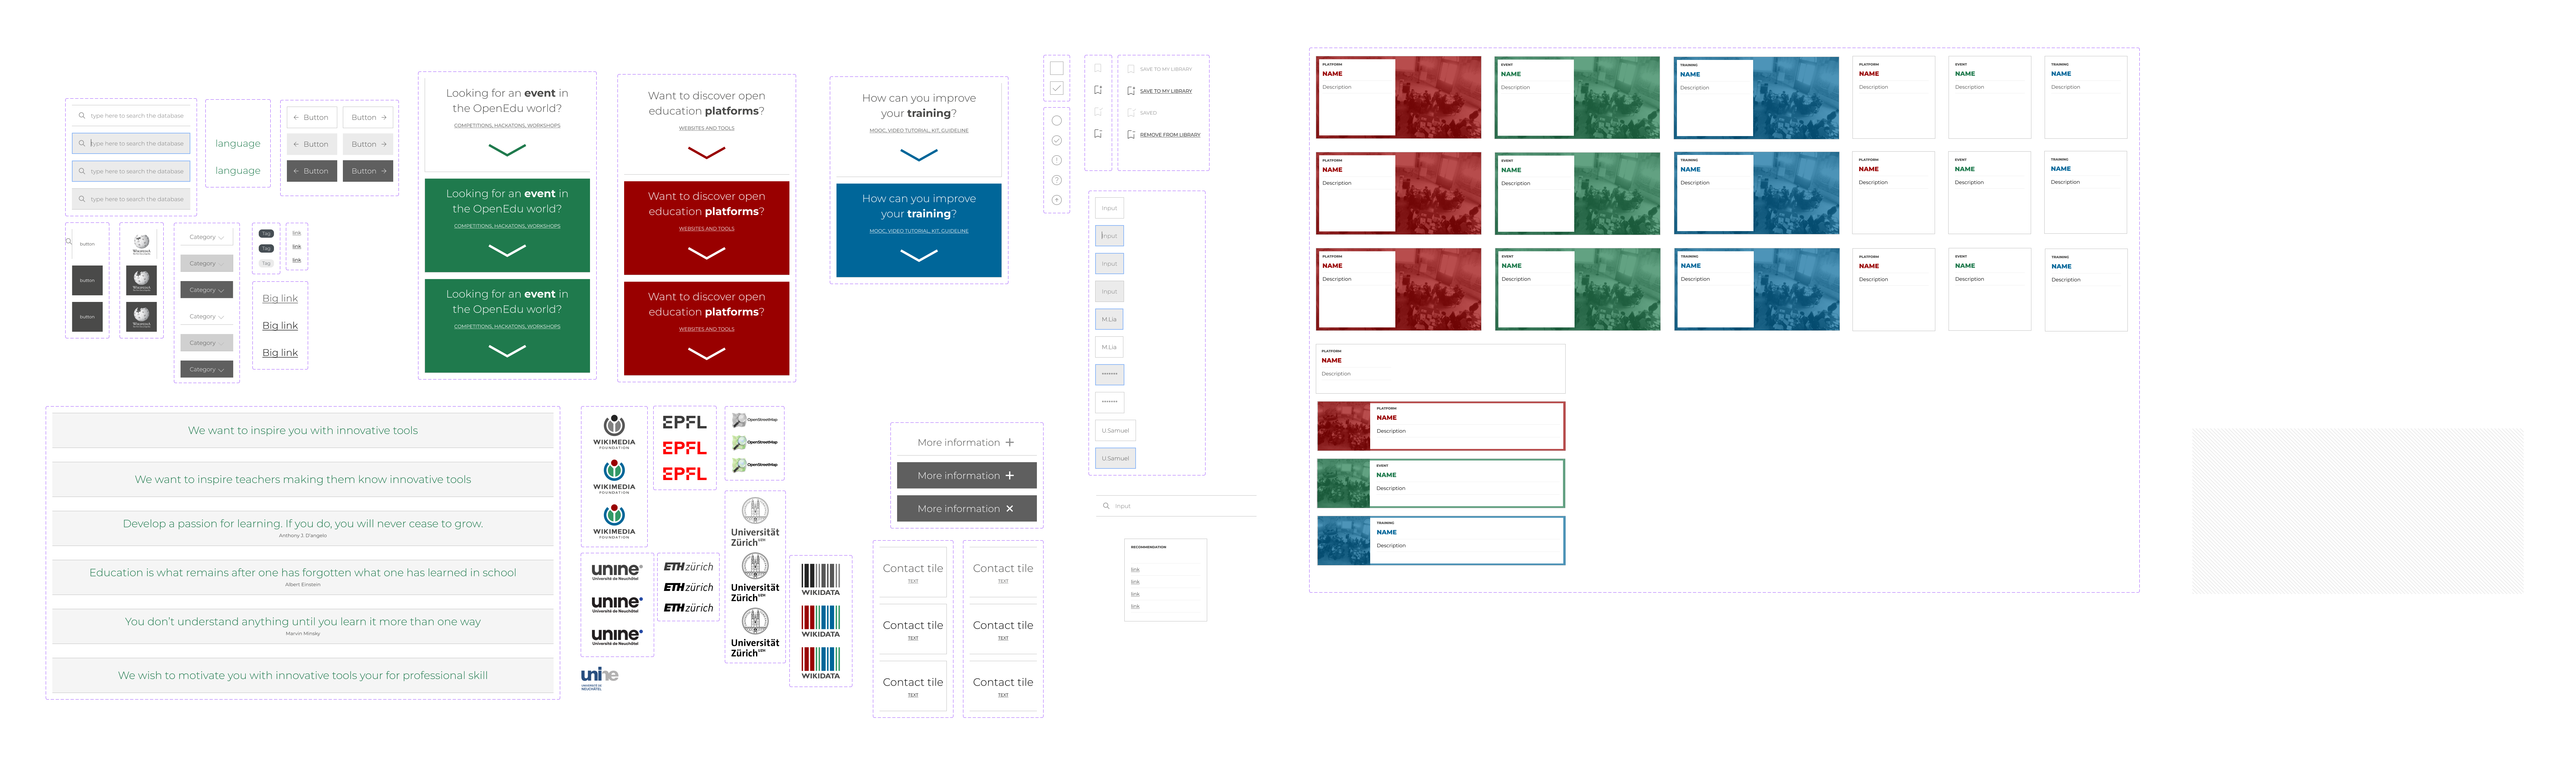 type here to search the database
type here to search the database
type here to search the database
type here to search the database
language
language
Button
Button
Button
Button
Button
Button
button
button
button
WIKIPEDIA
WIKIPEDIA
WIKIPEDIA
Category
Category
Category
Category
Category
Category
Tag
Tag
Tag
link
link
link
Big link
Big link
Big link
Looking for an event in
the OpenEdu world?
COMPETITIONS, HACKATONS, WORKSHOPS
Looking for an event in
the OpenEdu world?
COMPETITIONS, HACKATONS, WORKSHOPS
Looking for an event in
the OpenEdu world?
COMPETITIONS, HACKATONS, WORKSHOPS
Want to discover open
education platforms?
WEBSITES AND TOOLS
Want to discover open
education platforms?
WEBSITES AND TOOLS
Want to discover open
education platforms?
WEBSITES AND TOOLS
How can you improve
your training?
MOOC, VIDEO TUTORIAL, KIT, GUIDELINE
How can you improve
your training?
MOOC, VIDEO TUTORIAL, KIT, GUIDELINE
SAVE TO MY LIBRARY
SAVE TO MY LIBRARY
SAVED
REMOVE FROM LIBRARY
Input
Input
Input
Input
M.Lia
M.Lia
*******
*******
U.Samuel
U.Samuel
Input
RECOMMENDATION
link
link
link
link
We want to inspire you with innovative tools
We want to inspire teachers making them know innovative tools
Develop a passion for learning. If you do, you will never cease to grow.
Anthony J. D'angelo
Education is what remains after one has forgotten what one has learned in school
Albert Einstein
You don't understand anything until you learn it more than one way
Marvin Minsky
We wish to motivate you with innovative tools your for professional skill
WIKIMEDIA
FOUNDATION
WIKIMEDIA
FOUNDATION
WIKIMEDIA
FOUNDATION
EPFL
EPFL
EPFL
OpenStreetMap
OpenStreetMap
OpenStreetMap
unine
Université de Neuchâtel
unine
Université de Neuchâtel
unine
Université de Neuchâtel
unine
UNIVERSITÉ DE
NEUCHÂTEL
ETH zürich
ETH zürich
ETH zürich
Universität
Zürich UZH
Universität
Zürich UZH
Universität
Zürich UZH
WIKIDATA
WIKIDATA
WIKIDATA
More information
More information
More information
Contact tile
TEXT
Contact tile
TEXT
Contact tile
TEXT
Contact tile
TEXT
Contact tile
TEXT
Contact tile
TEXT
PLATFORM
NAME
Description
EVENT
NAME
Description
TRAINING
NAME
Description
PLATFORM
NAME
Description
EVENT
NAME
Description
TRAINING
NAME
Description
PLATFORM
NAME
Description
EVENT
NAME
Description
TRAINING
NAME
Description
PLATFORM
NAME
Description
EVENT
NAME
Description
TRAINING
NAME
Description
PLATFORM
NAME
Description
EVENT
NAME
Description
TRAINING
NAME
Description
PLATFORM
NAME
Description
EVENT
NAME
Description
TRAINING
NAME
Description
PLATFORM
NAME
Description
PLATFORM
NAME
Description
EVENT
NAME
Description
TRAINING
NAME
Description